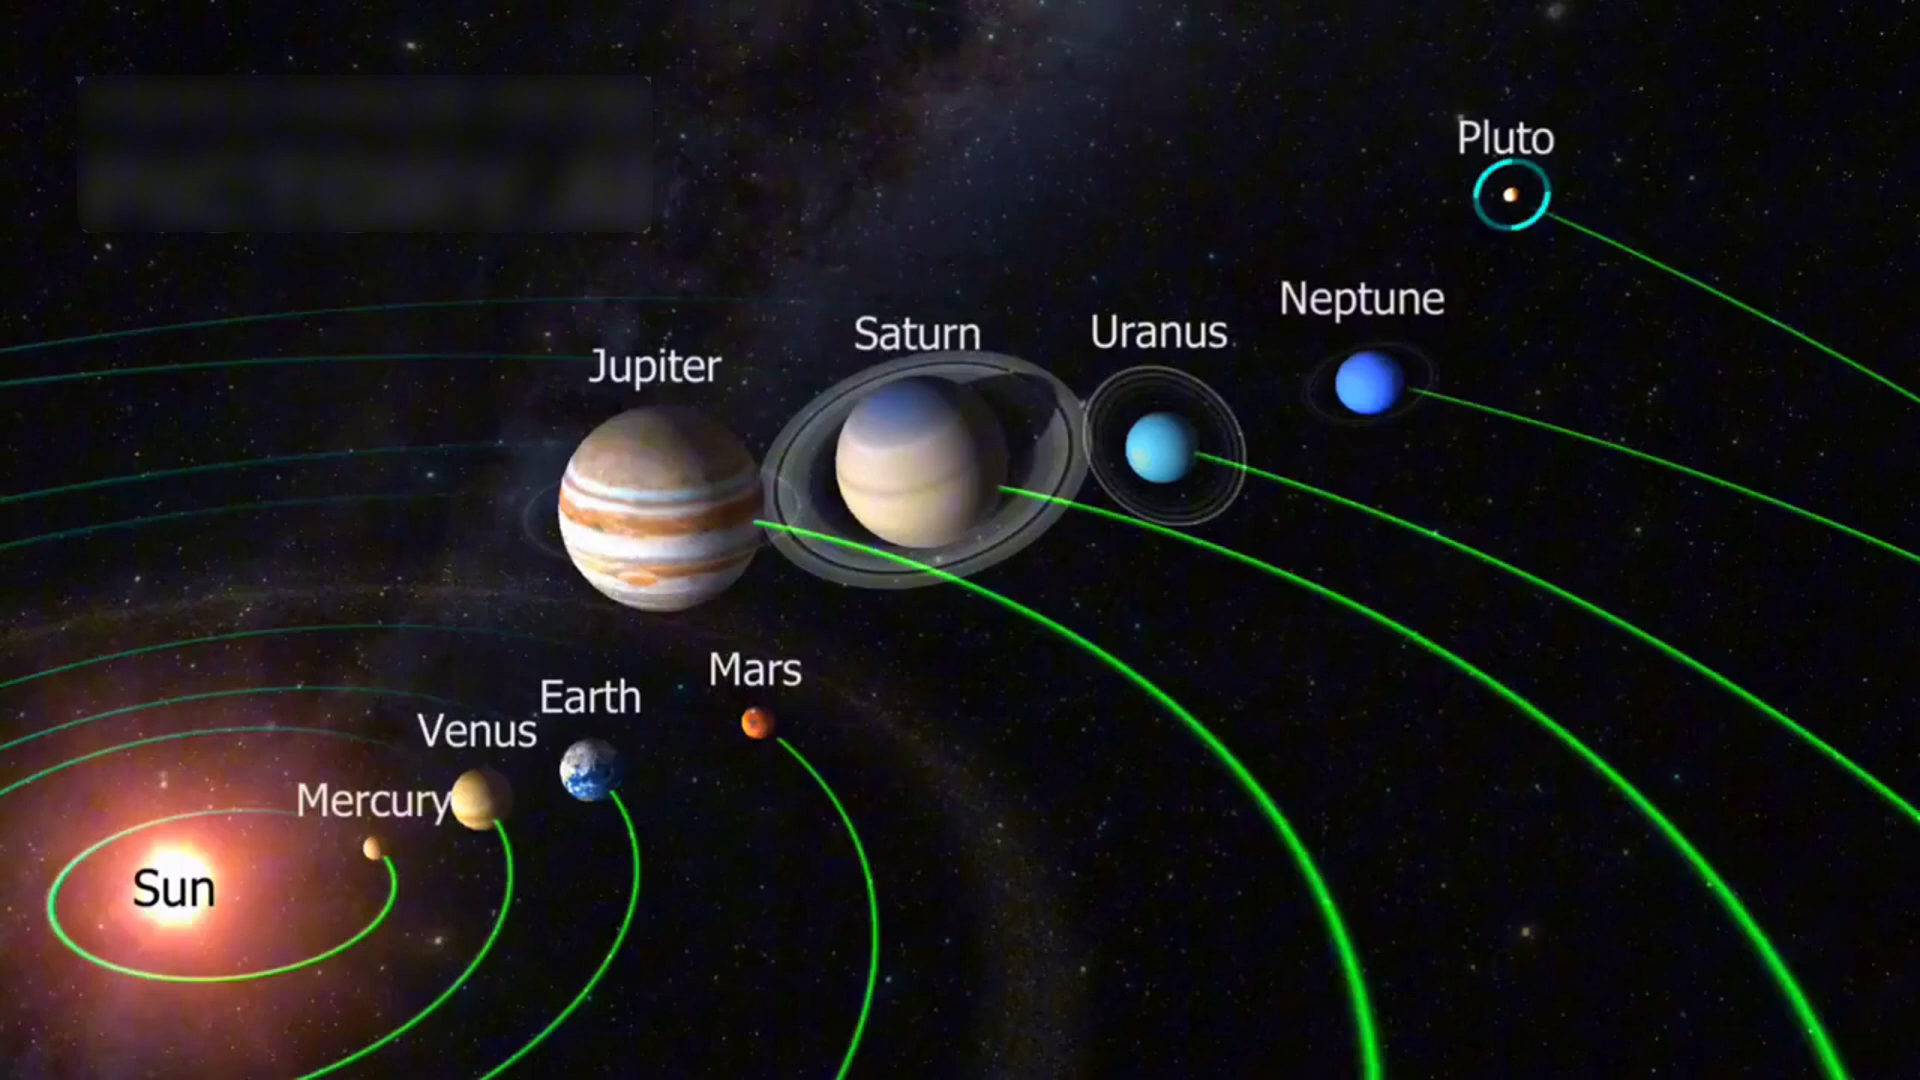 Pluto
Neptune
Saturn
Uranus
Jupiter
Mars
Earth
Venus
Mercury
Sun